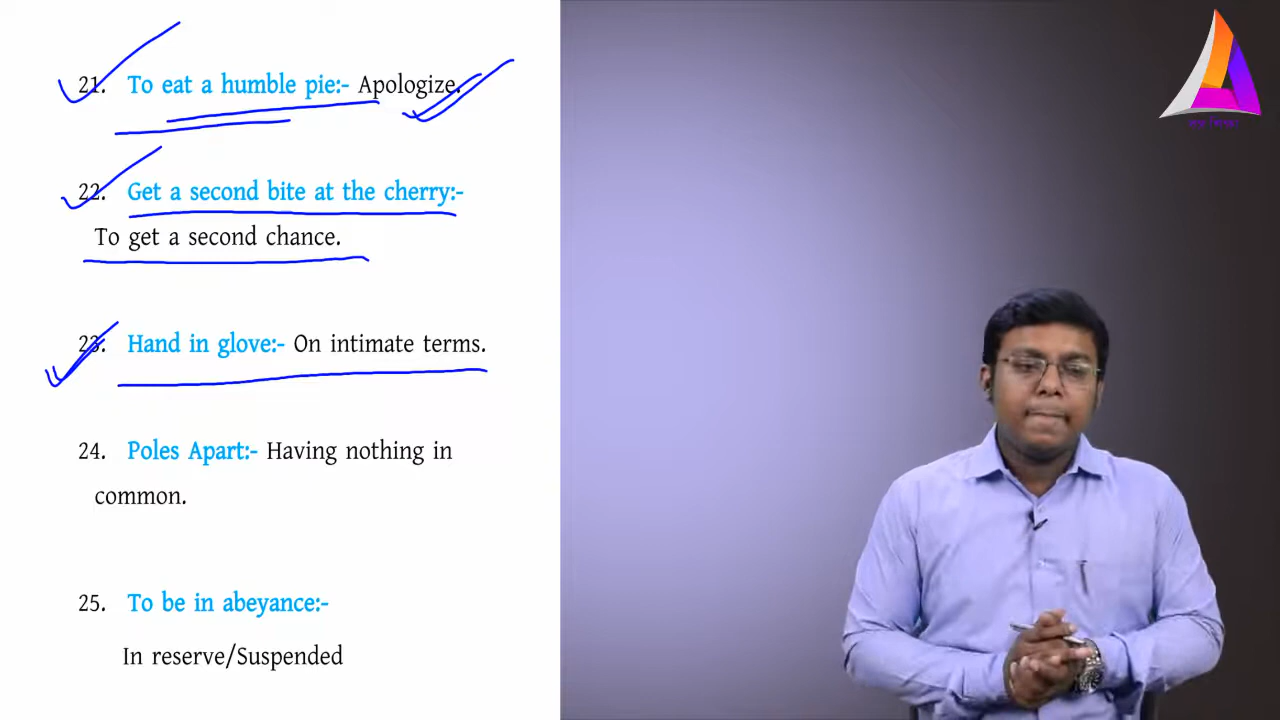 21. To eat a humble pie:- Apologize.
22. Get a second bite at the cherry:-
To get a second chance.
23. Hand in glove:- On intimate terms.
24. Poles Apart:- Having nothing in
common.
25. To be in abeyance:-
In reserve/Suspended